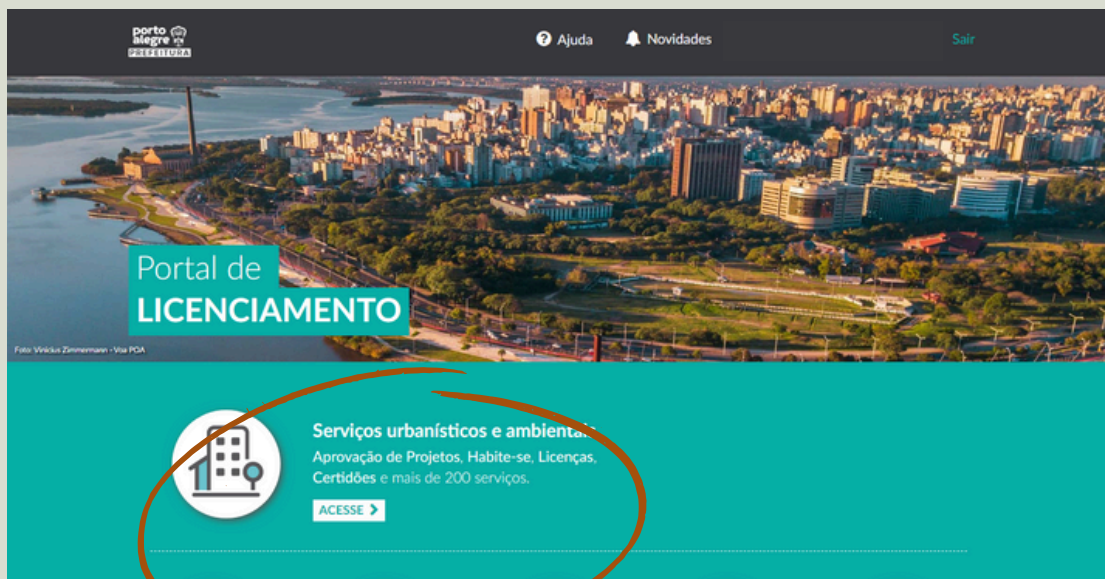 porto
alegre
PREFEITURA
Ajuda
Novidades
Sair
Portal de
LICENCIAMENTO
Foto: Vinicius Zimmermann - Voa POA
Serviços urbanísticos e ambientais
Aprovação de Projetos, Habite-se, Licenças,
Certidões e mais de 200 serviços.
ACESSE